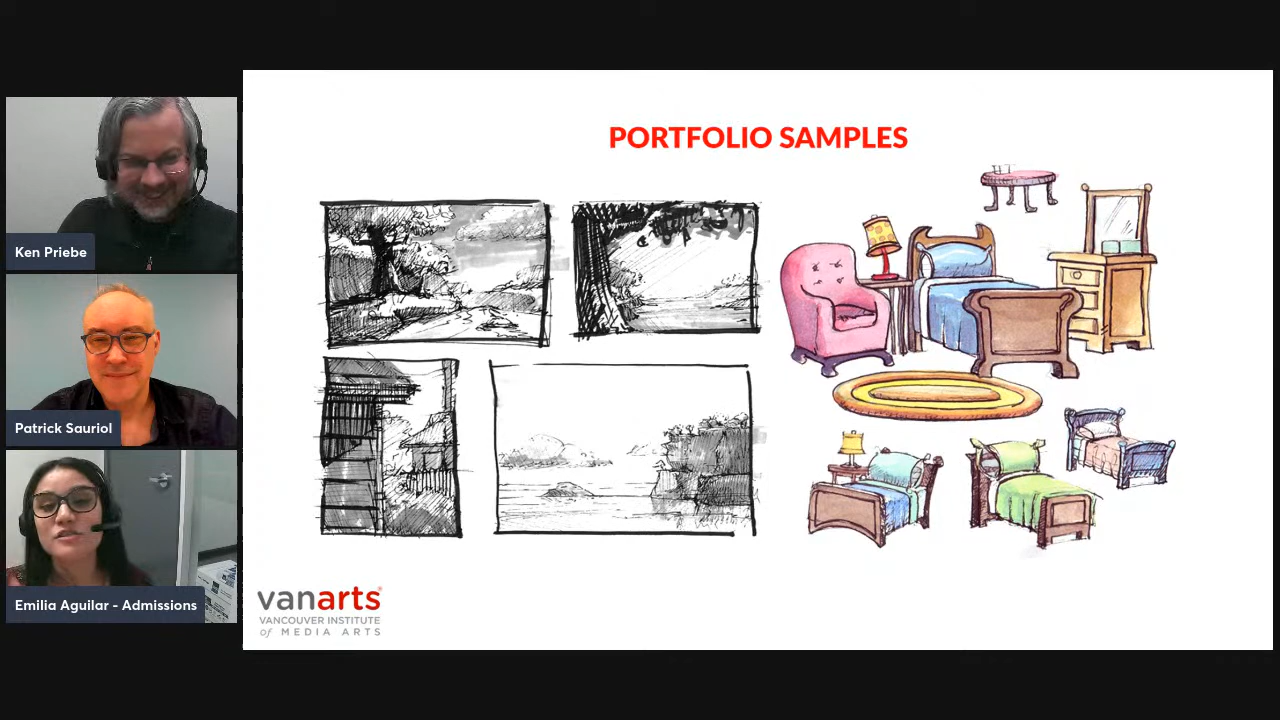 PORTFOLIO SAMPLES
Ken Priebe
Patrick Sauriol
Emilia Aguilar - Admissions
vanarts
VANCOUVER INSTITUTE
of MEDIA ARTS